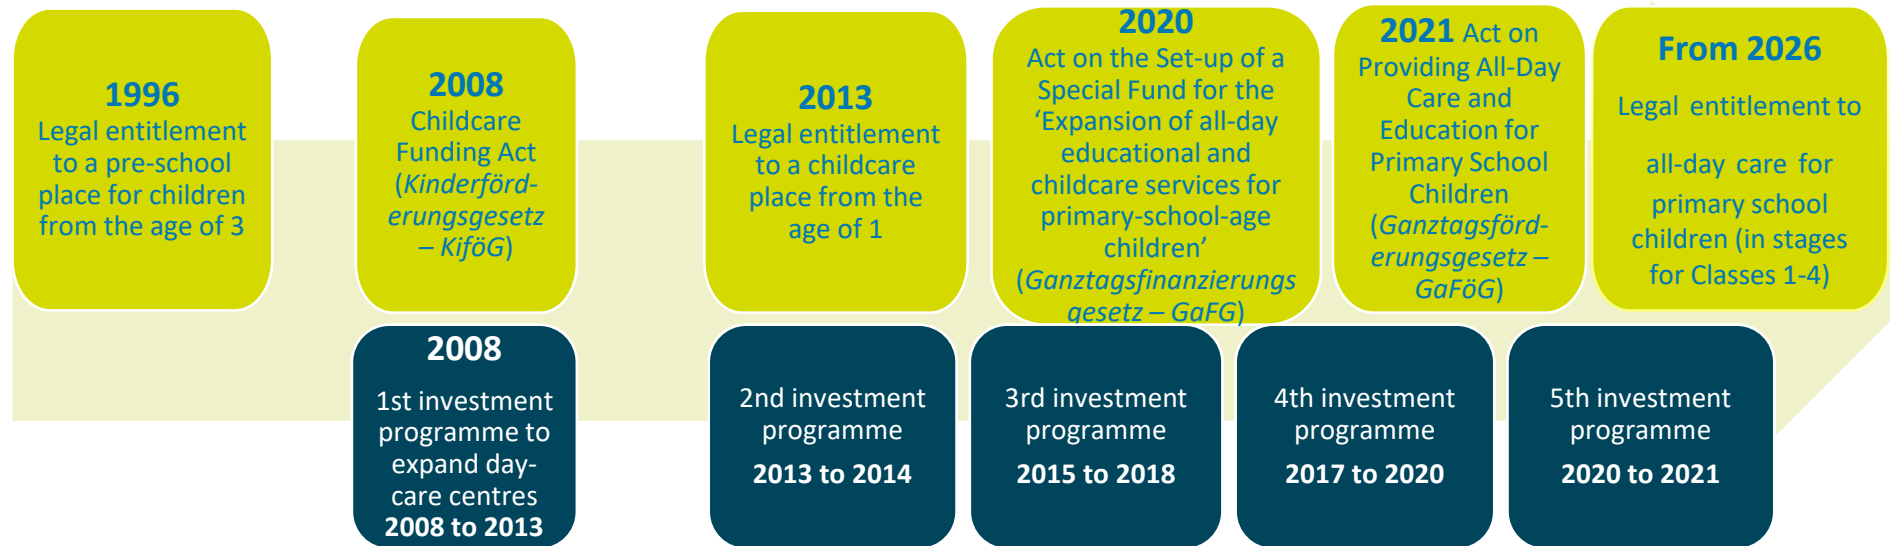 1996
Legal entitlement
to a pre-school
place for children
from the age of 3
2008
Childcare
Funding Act
(Kinderförd-
erungsgesetz
– KiföG)
2013
Legal entitlement
to a childcare
place from the
age of 1
2020
Act on the Set-up of a
Special Fund for the
‘Expansion of all-day
educational and
childcare services for
primary-school-age
children’
(Ganztagsfinanzierungs
gesetz – GaFG)
2021 Act on
Providing All-Day
Care and
Education for
Primary School
Children
(Ganztagsförd-
erungsgesetz –
GaFöG)
From 2026
Legal entitlement to
all-day care for
primary school
children (in stages
for Classes 1-4)
2008
1st investment
programme to
expand day-
care centres
2008 to 2013
2nd investment
programme
2013 to 2014
3rd investment
programme
2015 to 2018
4th investment
programme
2017 to 2020
5th investment
programme
2020 to 2021